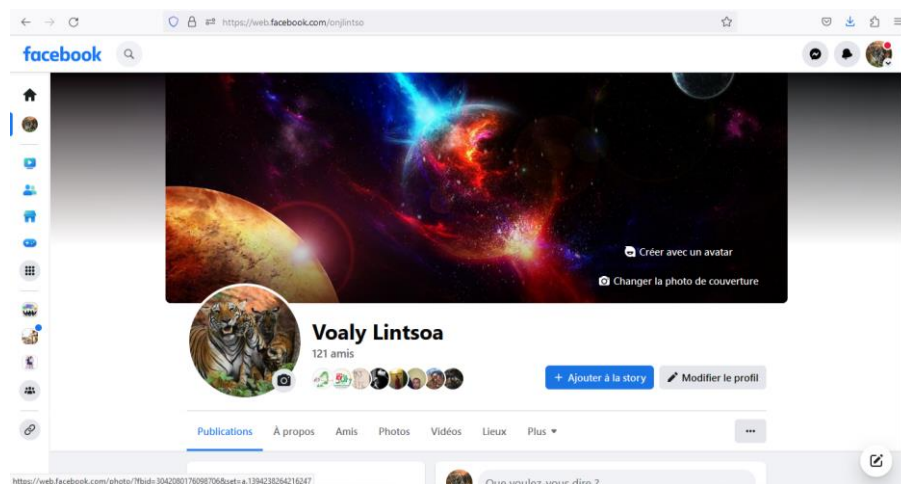 https://web.facebook.com/onjlintso
facebook
Créer avec un avatar
Changer la photo de couverture
Voaly Lintsoa
121 amis
+ Ajouter à la story
Modifier le profil
Publications
À propos
Amis
Photos
Vidéos
Lieux
Plus
Que voulez-vous dire ?
https://web.facebook.com/photo/?fbid=3042080176098706&set=a.1394238264216247